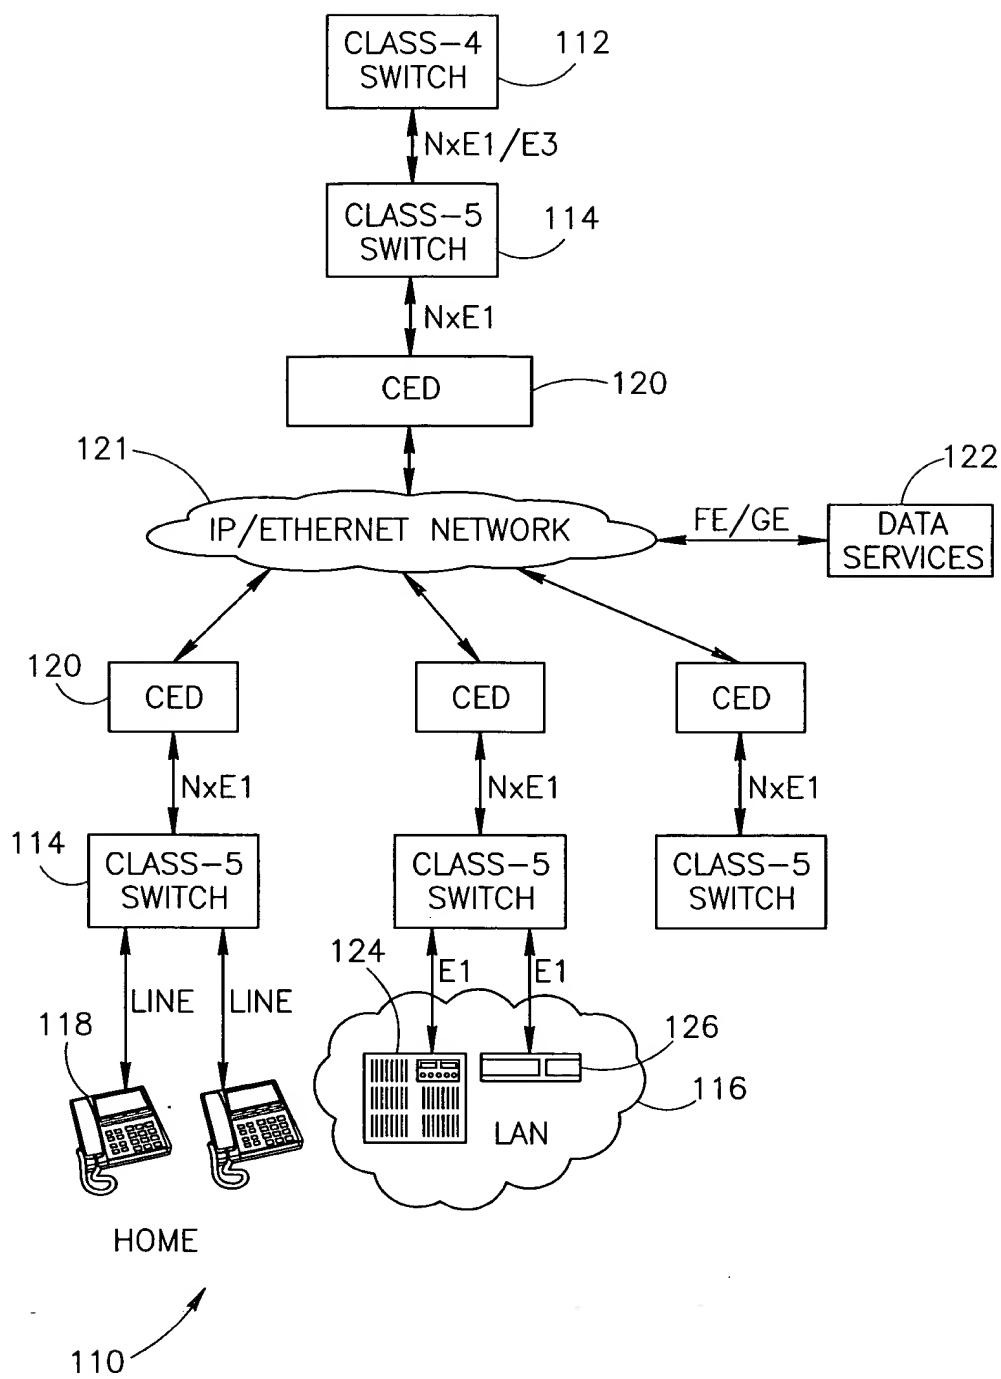 CLASS-4
SWITCH
112
NxE1/E3
CLASS-5
SWITCH
114
NxE1
CED
120
121
IP/ETHERNET NETWORK
FE/GE
122
DATA
SERVICES
120
CED
CED
CED
NxE1
NxE1
NxE1
114
CLASS-5
SWITCH
CLASS-5
SWITCH
CLASS-5
SWITCH
LINE
LINE
124
E1
E1
118
126
116
LAN
HOME
110